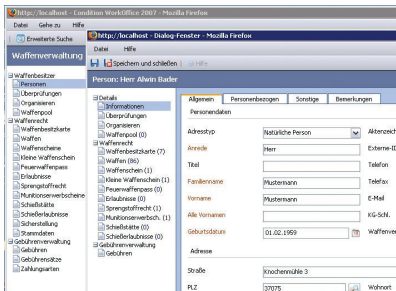 http://localhost - Condition WorkOffice 2007 - Mozilla Firefox
Datei Gehe zu Hilfe
Erweiterte Suche
Waffenverwaltung
Waffenbesitzer
Personen
Überprüfungen
Organisieren
Waffenpool
Waffenrecht
Waffenbesitzkarte
Waffen
Waffenscheine
Kleine Waffenschein
Feuerwaffenpass
Erlaubnisse
Sprengstoffrecht
Munitionserwerbscheine
Schießstätte
Schießerlaubnisse
Sicherstellung
Stammdaten
Gebührenverwaltung
Gebühren
Gebührensätze
Zahlungsarten
http://localhost - Dialog-Fenster - Mozilla Firefox
Datei Hilfe
Speichern und schließen Hilfe
Person: Herr Alwin Bader
Details
Informationen
Überprüfungen
Organisieren
Waffenpool (0)
Waffenrecht
Waffenbesitzkarte (7)
Waffen (86)
Waffenschein (1)
Kleine Waffenschein (1)
Feuerwaffenpass (0)
Erlaubnisse (0)
Sprengstoffrecht (1)
Munitionserwerbsch. (1)
Schießstätte (0)
Schießerlaubnisse (0)
Gebührenverwaltung
Gebühren
Allgemein Personenbezogen Sonstige Bemerkungen
Personendaten
Adresstyp Natürliche Person Aktenzeich
Anrede Herr Externe-ID
Titel Telefon
Familienname Mustermann Telefax
Vorname Mustermann E-Mail
Alle Vornamen KG-Schl.
Geburtsdatum 01.02.1959 Waffenver
Adresse
Straße Knochenmühle 3
PLZ 37075 Wohnort